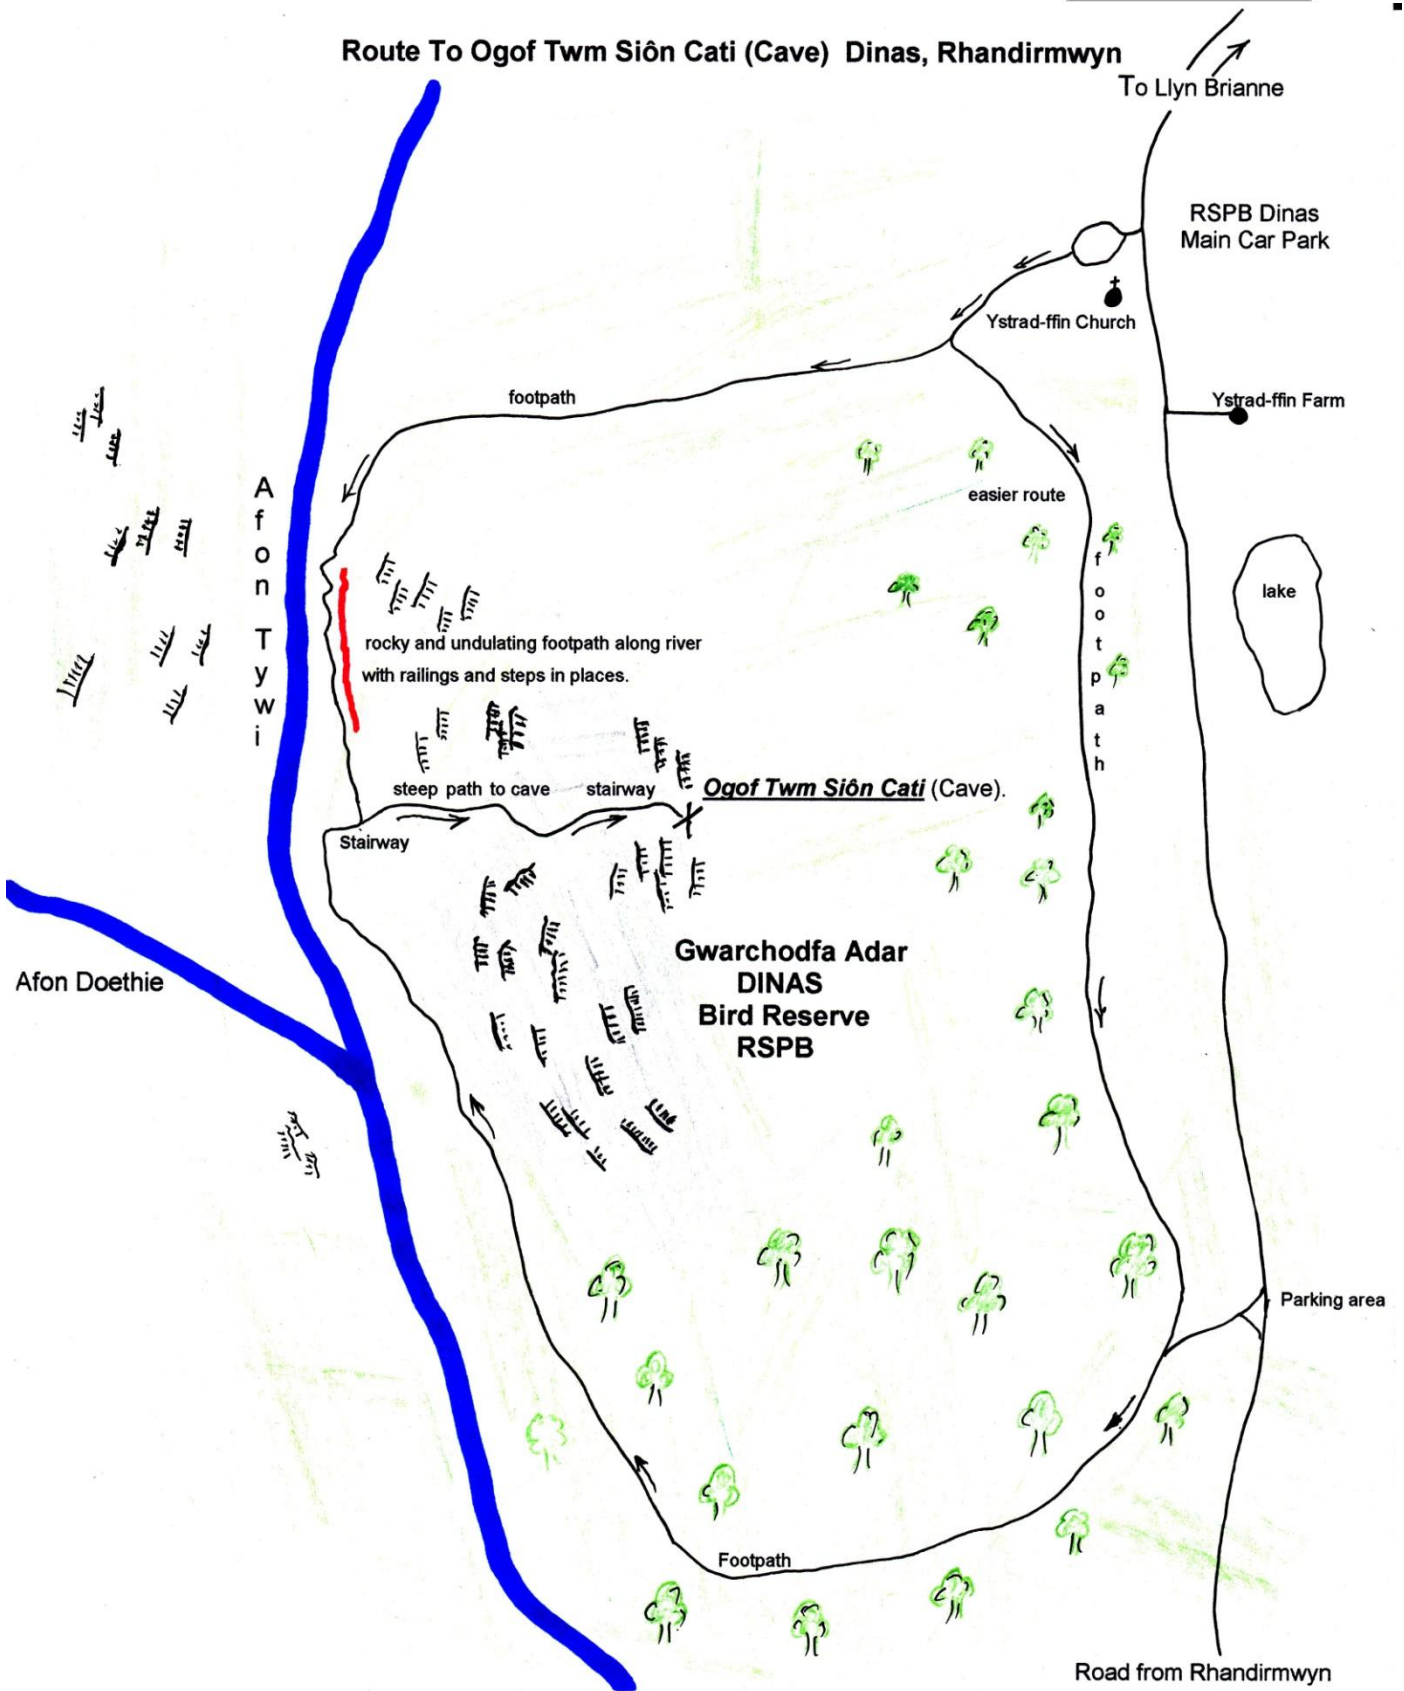 Route To Ogof Twm Siôn Cati (Cave) Dinas, Rhandirmwyn
To Llyn Brianne
RSPB Dinas
Main Car Park
Ystrad-ffin Church
footpath
Ystrad-ffin Farm
Afon Tywi
easier route
footpath
lake
rocky and undulating footpath along river
with railings and steps in places.
steep path to cave
stairway
Ogof Twm Siôn Cati (Cave).
Stairway
Gwarchodfa Adar
DINAS
Bird Reserve
RSPB
Afon Doethie
Parking area
Footpath
Road from Rhandirmwyn